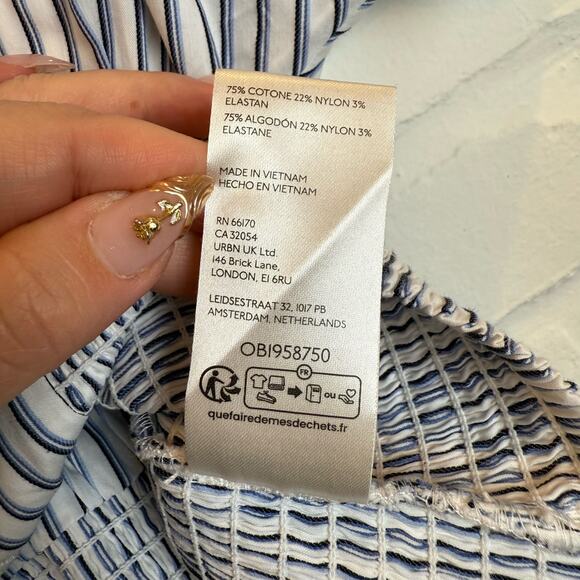 75% COTONE 22% NYLON 3%
ELASTAN
75% ALGODÓN 22% NYLON 3%
ELASTANE
MADE IN VIETNAM
HECHO EN VIETNAM
RN 66170
CA 32054
URBN UK Ltd.
146 Brick Lane,
LONDON, E1 6RU
LEIDSESTRAAT 32, 1017 PB
AMSTERDAM, NETHERLANDS
OB1958750
FR
ou
quefairedemesdechets.fr